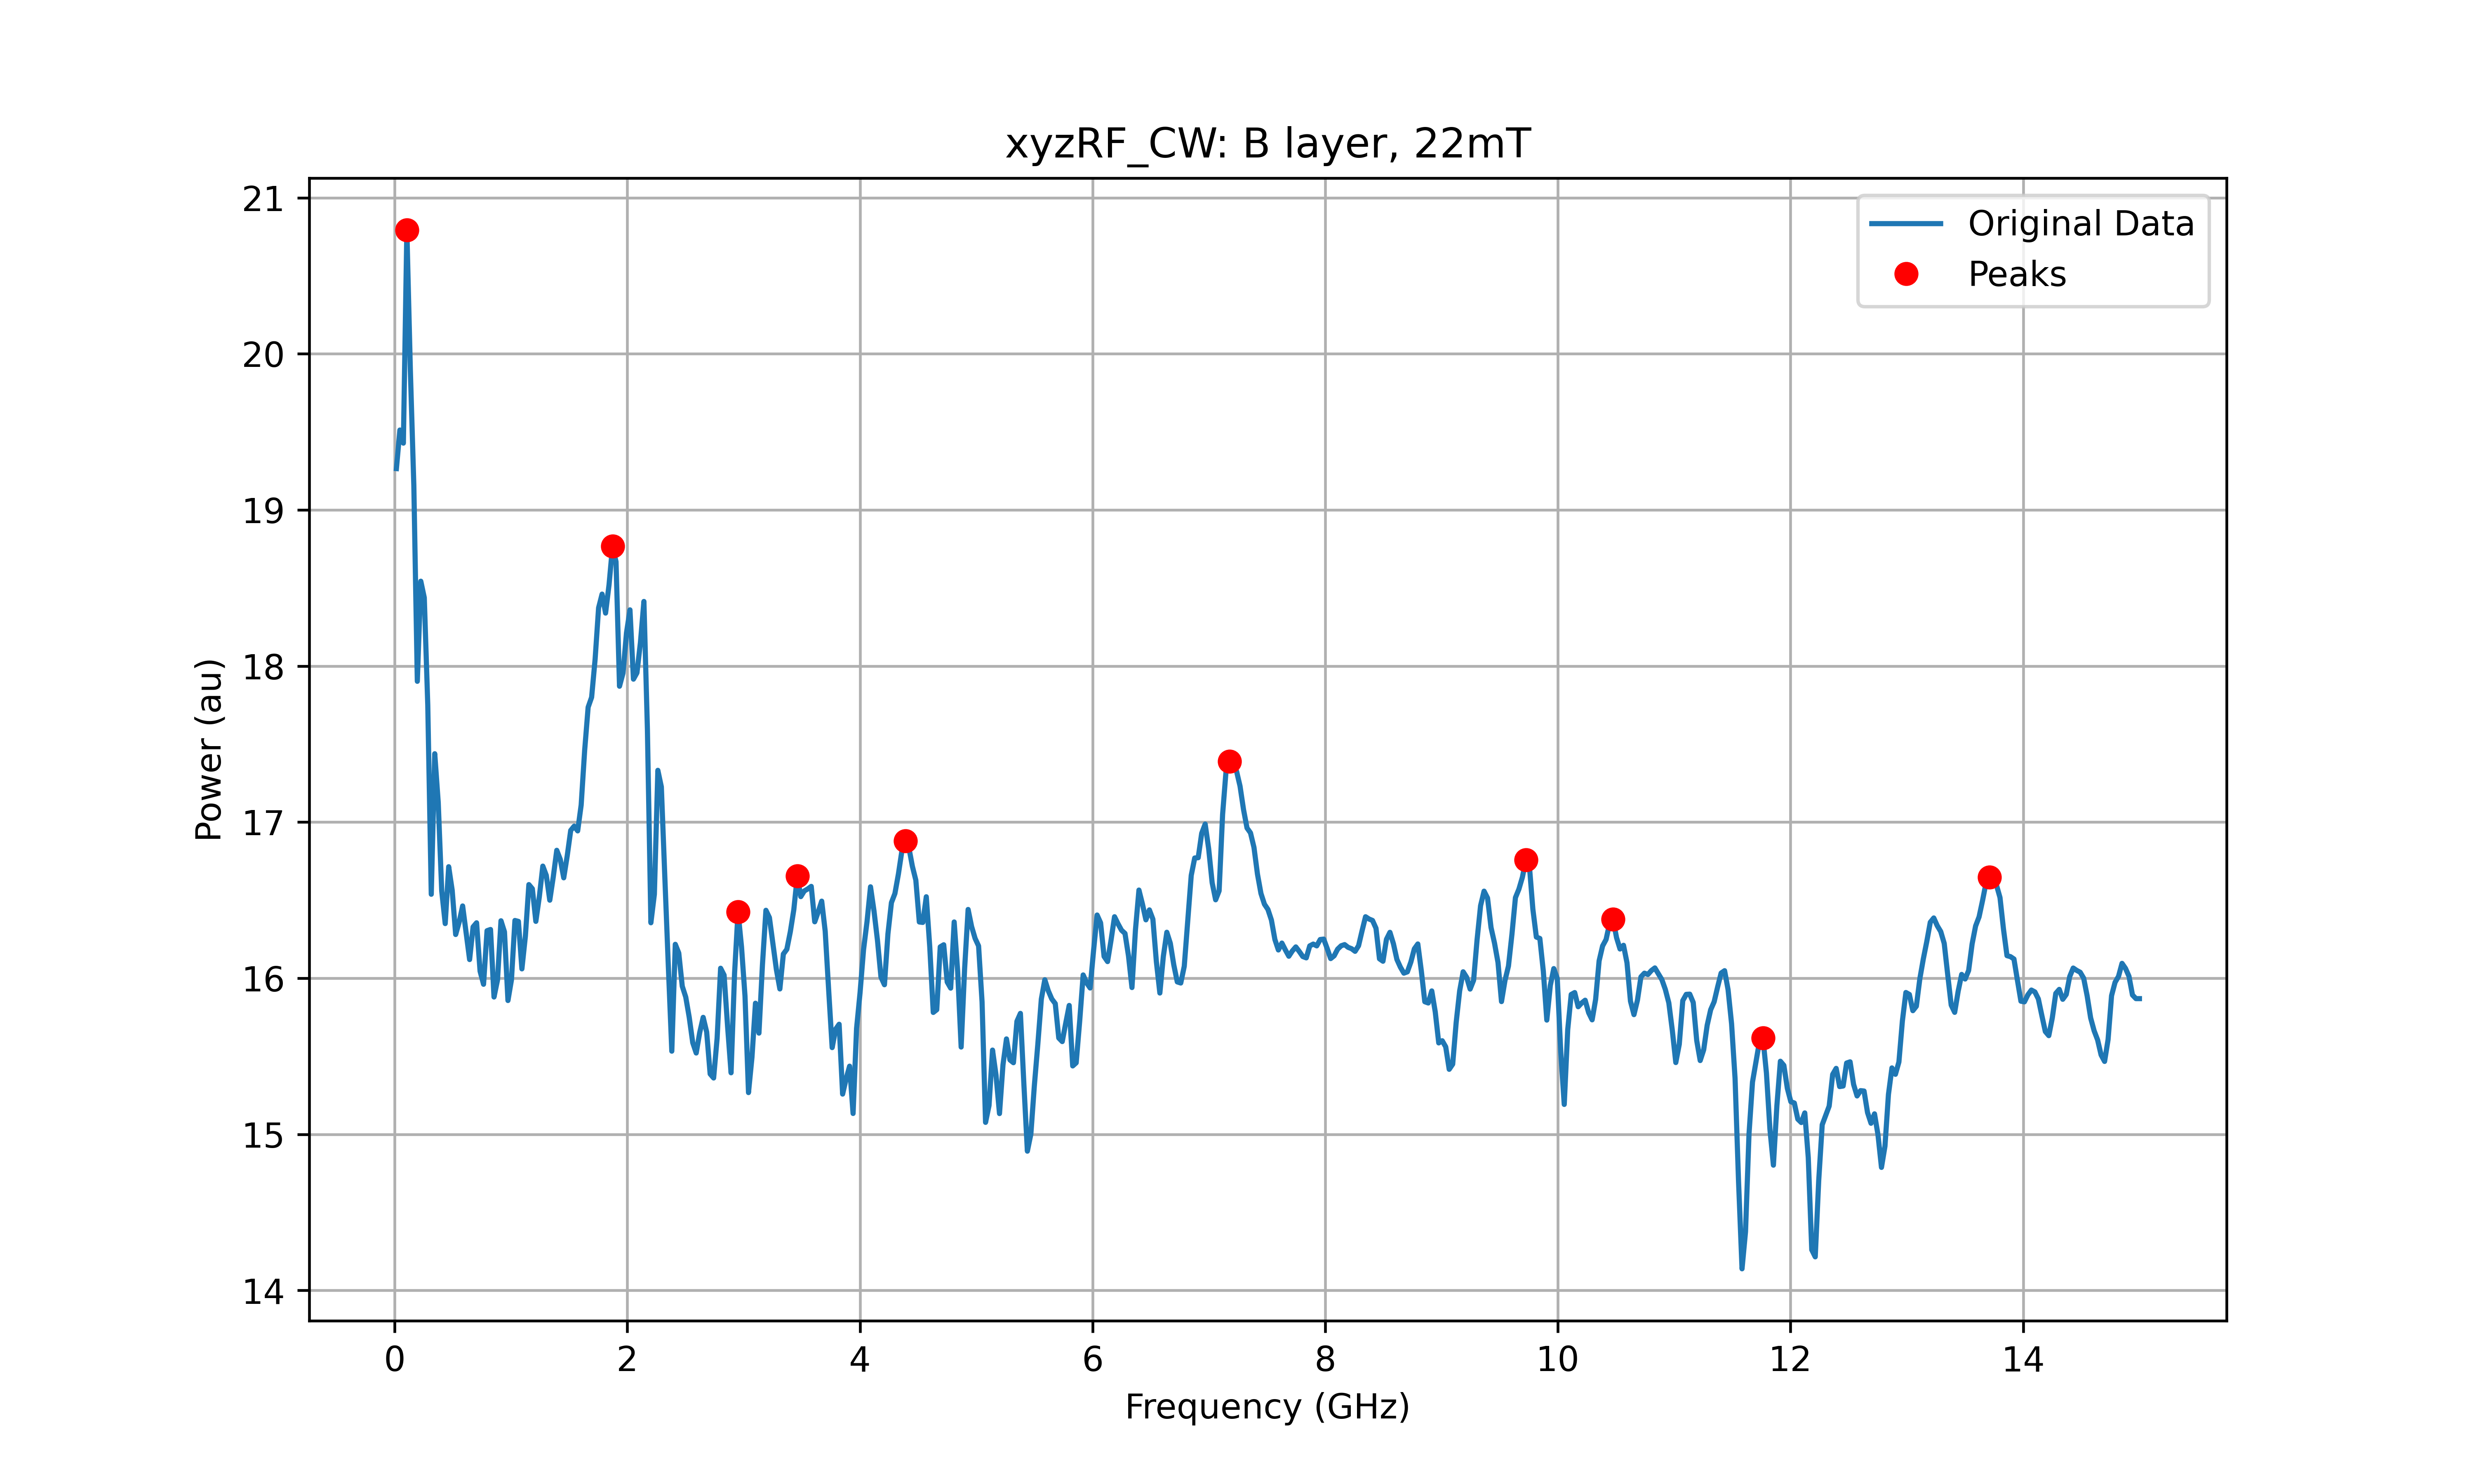 xyzRF_CW: B layer, 22mT
Original Data
Peaks
21
20
19
18
17
16
15
14
Power (au)
0 2 4 6 8 10 12 14
Frequency (GHz)